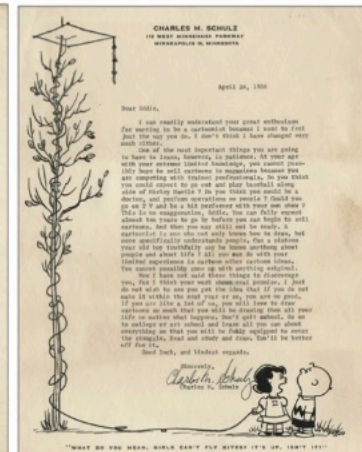 CHARLES M. SCHULZ
112 WEST MINNEHAHA PARKWAY
MINNEAPOLIS 19, MINNESOTA
April 24,
Dear Eddie,
I can readily understand your great enthusiasm
for wanting to be a cartoonist because I used to feel
just the way you do. I don't think I have changed very
much either.
One of the most important things you are going
to have to learn, however, is patience. At your age
with your extreme limited knowledge, you cannot pos-
sibly hope to sell cartoons to magazines because you
are competing with trained professionals. Do you think
you could expect to go out and play baseball along
side of Mickey Mantle ? Do you think you could be a
doctor, and perform operations on people ? Could you
go on T V and be a big performer with your own show ?
This is no exaggeration, Eddie. You can fully expect
about ten years to go by before you can begin to sell
cartoons. And then you may still not be ready. A
cartoonist is one who not only knows how to draw, but
more specifically understands people. Can a sixteen
year old boy truthfully say he knows anything about
people and about life ? All you can do with your
limited experience is cartoon other cartoon ideas.
You cannot possibly come up with anything original.
Now I have not said these things to discourage
you, for I think your work shows real promise. I just
do not wish to see you get the idea that if you do not
make it within the next year or so, you are no good.
If you are like a lot of us, you will love to draw
cartoons so much that you will be drawing them all your
life no matter what happens. Don't quit school. Go on
to college or art school and learn all you can about
everything so that you will be fully equipped to enter
the struggle. Read and study and draw. You'll be better
off for it.
Good luck, and kindest regards.
Sincerely,
Charles M. Schulz
Charles M. Schulz
"WHAT DO YOU MEAN, GIRLS CAN'T FLY KITES? IT'S UP, ISN'T IT?"